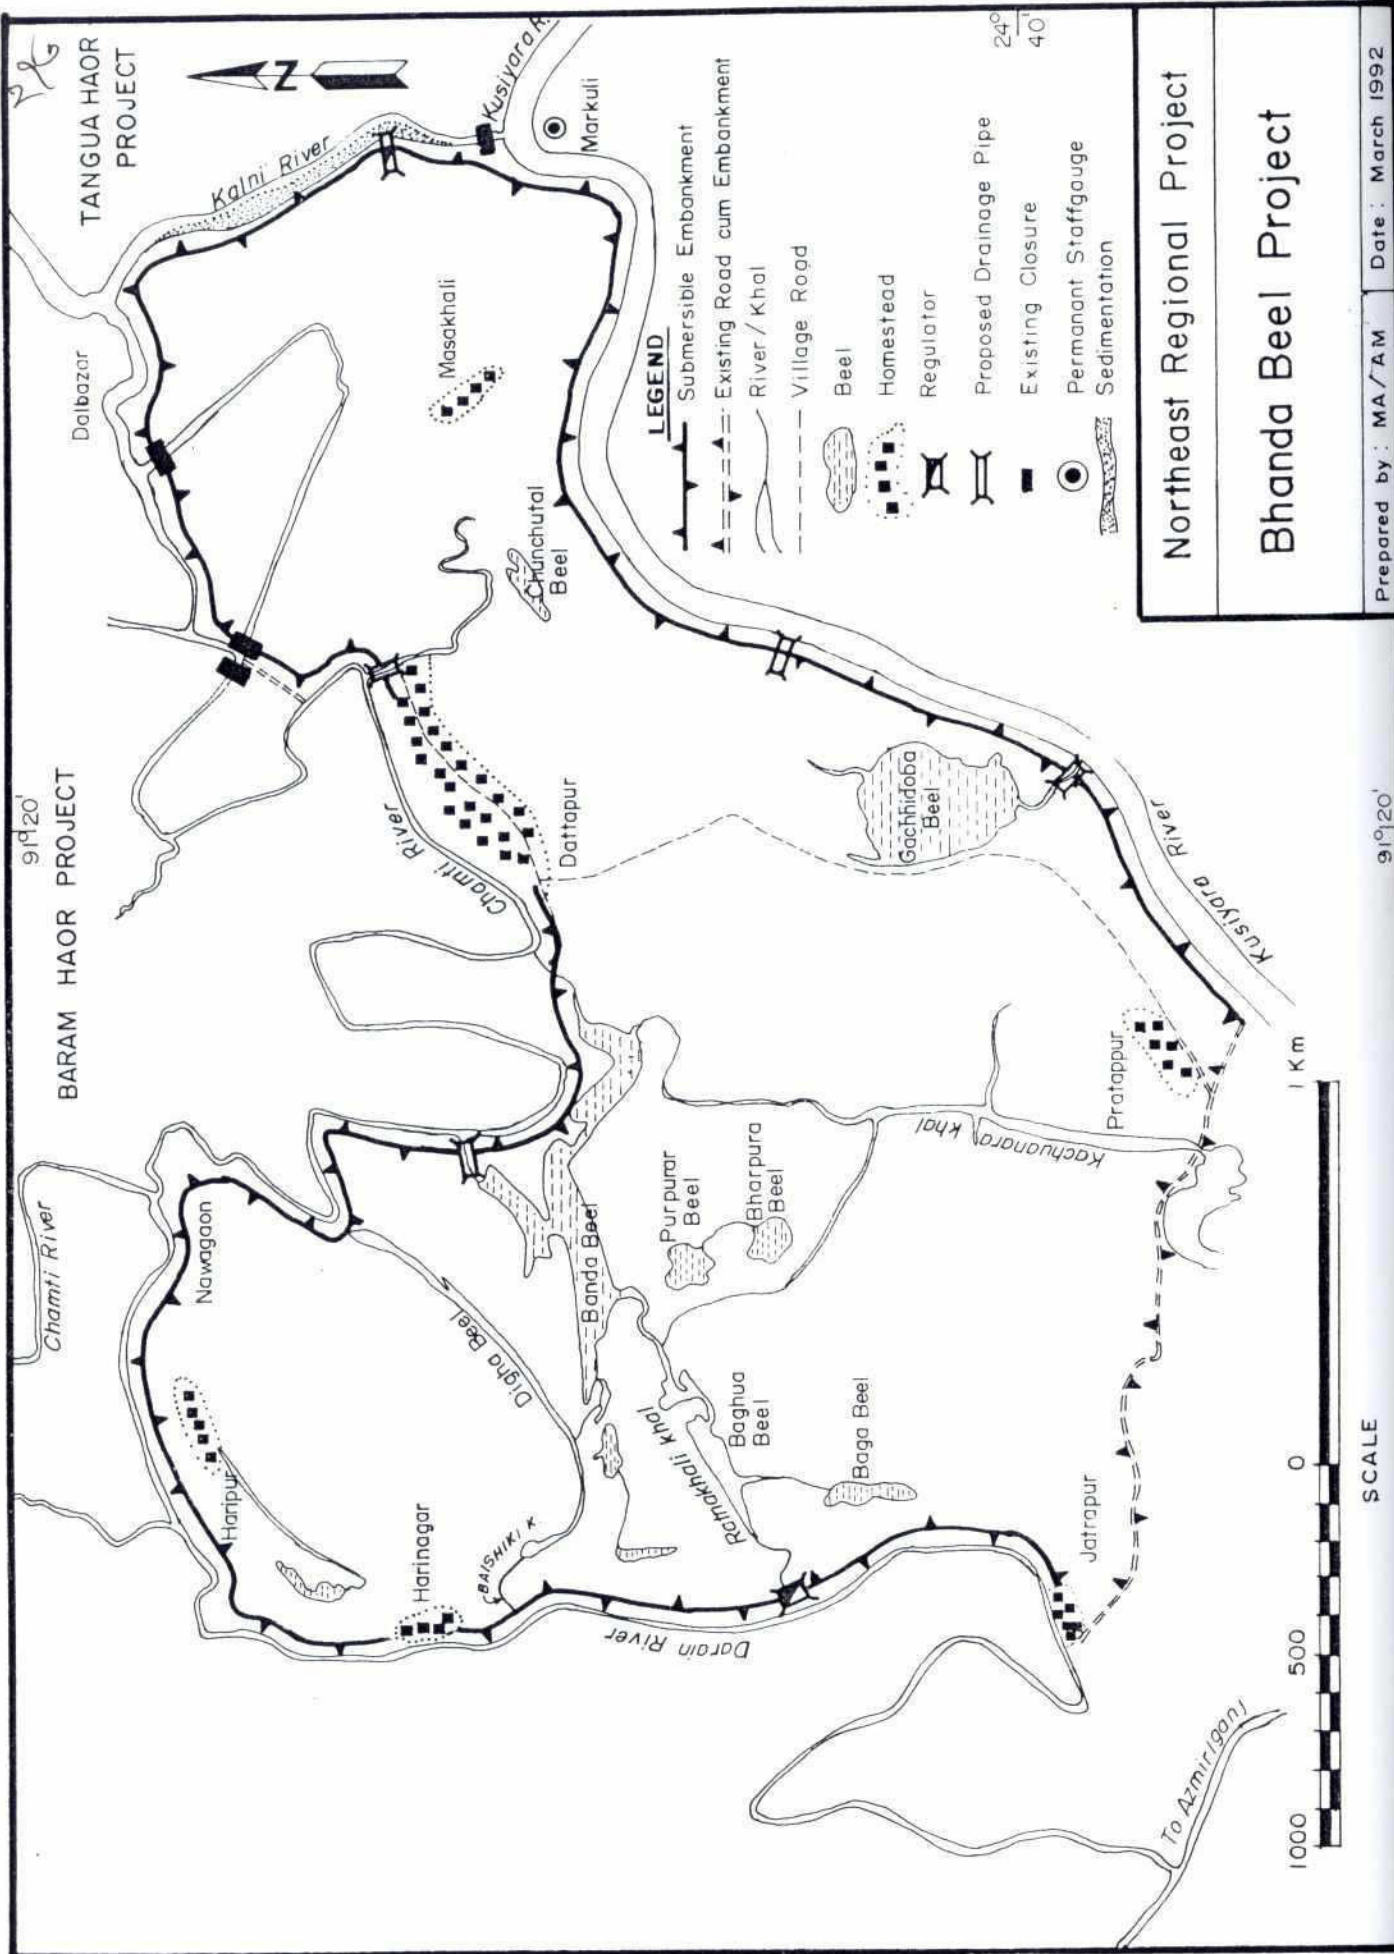 91°20'
BARAM HAOR PROJECT
TANGUA HAOR
PROJECT
N
Chamti River
Nawagaon
Haripur
Harinagar
BAISHIKI K
Digha Beel
Chamti River
Dattapur
Dalbazar
Kalni River
Kusiyara R.
Markuli
Masakhali
Chunchutal
Beel
Banda Beel
Purpurar
Beel
Bharpura
Beel
Ratnakhali Khal
Baghua
Beel
Baga Beel
Darain River
Jatrapur
Kachuanara Khal
Pratappur
Gachhidoba
Beel
Kusiyara River
To Azmiriganj
24°
40'
LEGEND
Submersible Embankment
Existing Road cum Embankment
River / Khal
Village Road
Beel
Homestead
Regulator
Proposed Drainage Pipe
Existing Closure
Permanant Staffgauge
Sedimentation
1000 500 0 1 Km
SCALE
91°20'
Northeast Regional Project
Bhanda Beel Project
Prepared by : MA/AM Date : March 1992